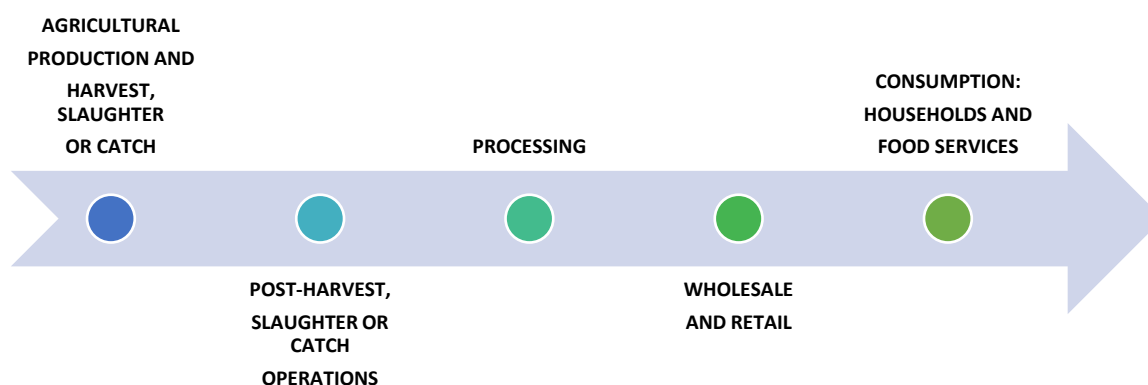 AGRICULTURAL
PRODUCTION AND
HARVEST,
SLAUGHTER
OR CATCH
POST-HARVEST,
SLAUGHTER OR
CATCH
OPERATIONS
PROCESSING
WHOLESALE
AND RETAIL
CONSUMPTION:
HOUSEHOLDS AND
FOOD SERVICES